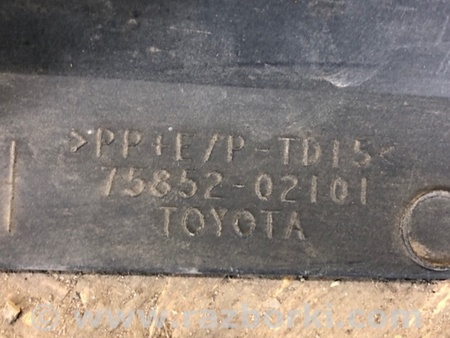 >PP+E/P-TD15<
75852-02101
TOYOTA
© www.razborki.com